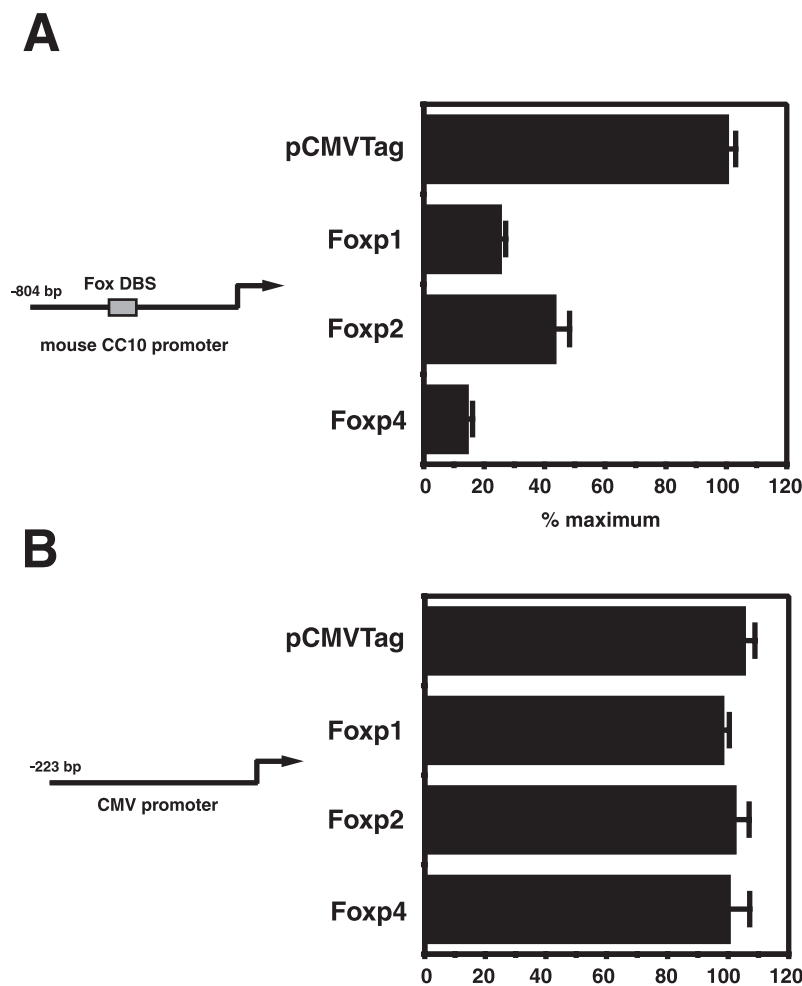 A
pCMVTag
Foxp1
Foxp2
Foxp4
-804 bp
Fox DBS
mouse CC10 promoter
0 20 40 60 80 100 120
% maximum
B
pCMVTag
Foxp1
Foxp2
Foxp4
-223 bp
CMV promoter
0 20 40 60 80 100 120